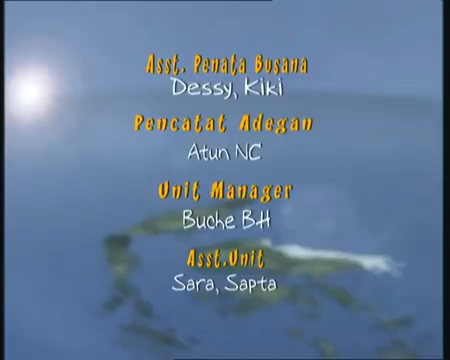 Asst. Penata Busana
Dessy, Kiki
Pencatat Adegan
Atun NC
Unit Manager
Buche BH
Asst.Unit
Sara, Sapta